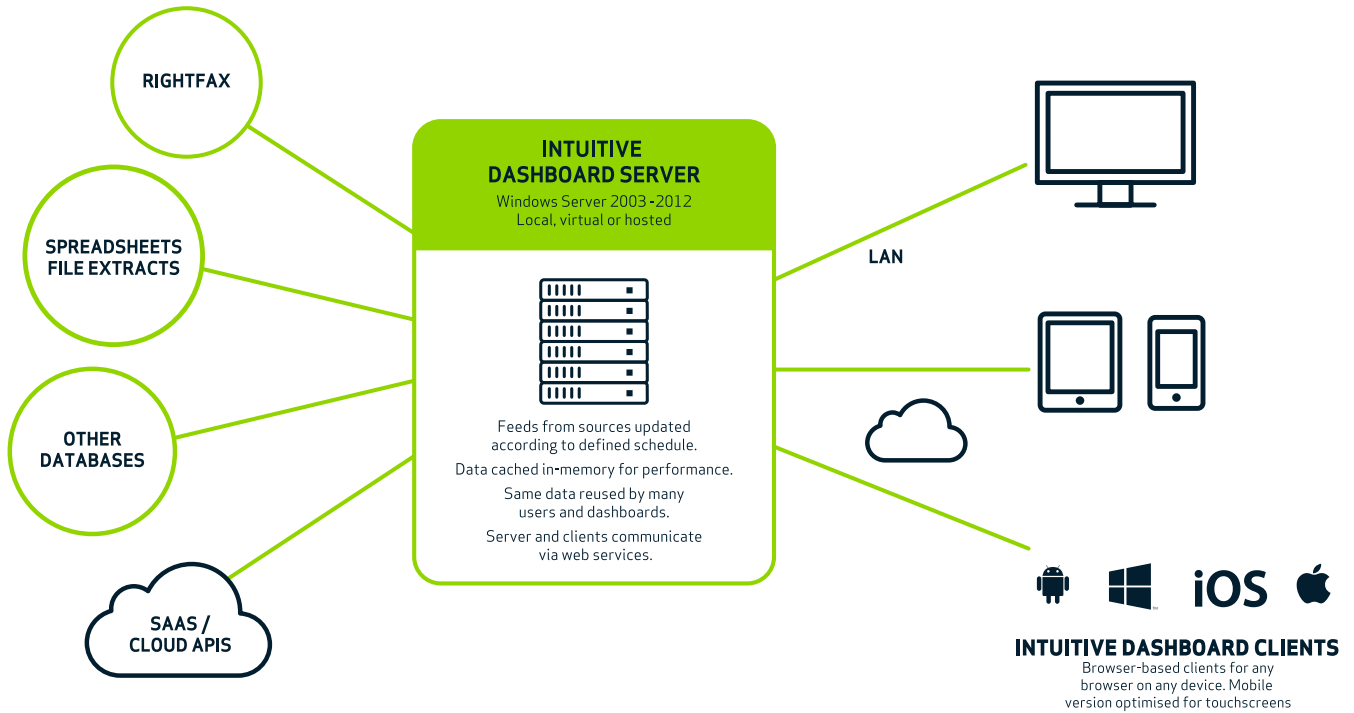 RIGHTFAX
SPREADSHEETS
FILE EXTRACTS
OTHER
DATABASES
SAAS /
CLOUD APIS
INTUITIVE
DASHBOARD SERVER
Windows Server 2003-2012
Local, virtual or hosted
Feeds from sources updated
according to defined schedule.
Data cached in-memory for performance.
Same data reused by many
users and dashboards.
Server and clients communicate
via web services.
LAN
TM
iOS
INTUITIVE DASHBOARD CLIENTS
Browser-based clients for any
browser on any device. Mobile
version optimised for touchscreens